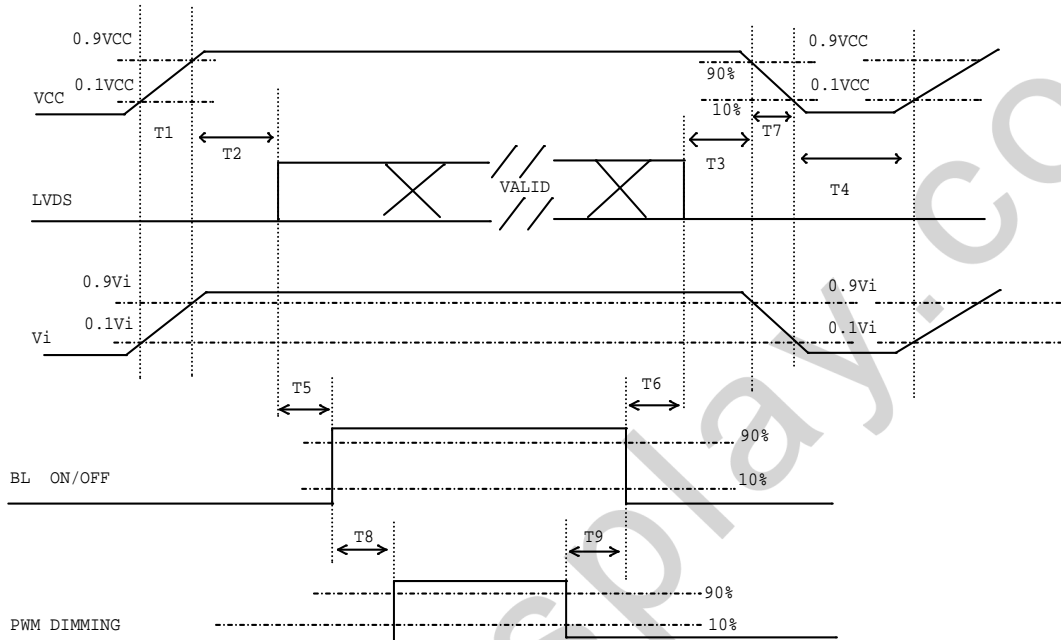 0.9VCC
0.9VCC
90%
0.1VCC
0.1VCC
VCC
10%
T1
T2
T3
T7
T4
VALID
LVDS
0.9Vi
0.9Vi
0.1Vi
0.1Vi
Vi
T5
T6
90%
BL ON/OFF
10%
T8
T9
90%
PWM DIMMING
10%
splay.co